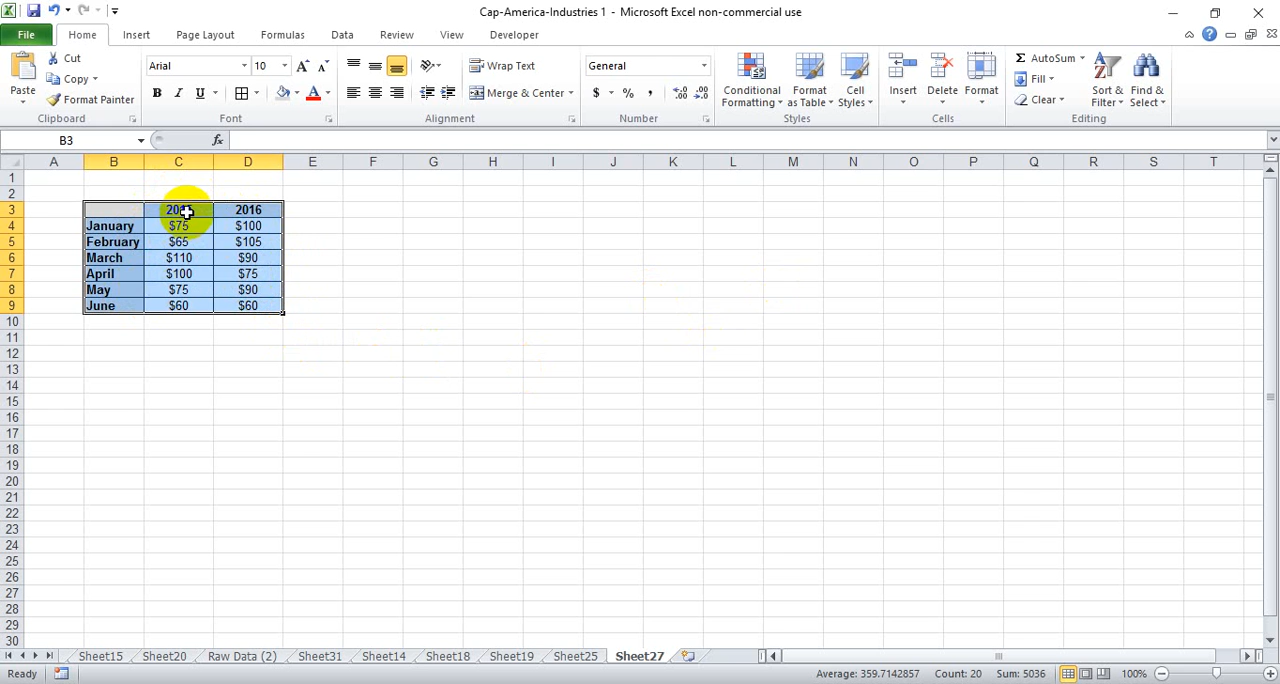 Cap-America-Industries 1 - Microsoft Excel non-commercial use
File Home Insert Page Layout Formulas Data Review View Developer
Cut
Copy
Format Painter
Paste
Clipboard
Arial 10
B I U
Font
Wrap Text
Merge & Center
Alignment
General
$ % ,
Number
Conditional Formatting
Format as Table
Cell Styles
Styles
Insert Delete Format
Cells
Σ AutoSum
Fill
Clear
Sort & Filter
Find & Select
Editing
B3 fx
A B C D E F G H I J K L M N O P Q R S T
1
2
3 2016
4 January $75 $100
5 February $65 $105
6 March $110 $90
7 April $100 $75
8 May $75 $90
9 June $60 $60
10
11
12
13
14
15
16
17
18
19
20
21
22
23
24
25
26
27
28
29
30
Sheet15 Sheet20 Raw Data (2) Sheet31 Sheet14 Sheet18 Sheet19 Sheet25 Sheet27
Ready Average: 359.7142857 Count: 20 Sum: 5036 100%